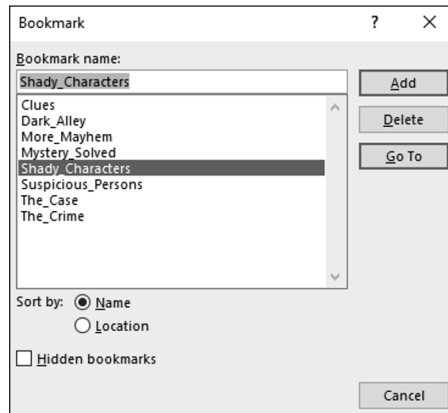 Bookmark ? ×
Bookmark name:
Shady_Characters
Add
Clues
Dark_Alley
More_Mayhem
Mystery_Solved
Shady_Characters
Suspicious_Persons
The_Case
The_Crime
Delete
Go To
Sort by: Name
Location
Hidden bookmarks
Cancel